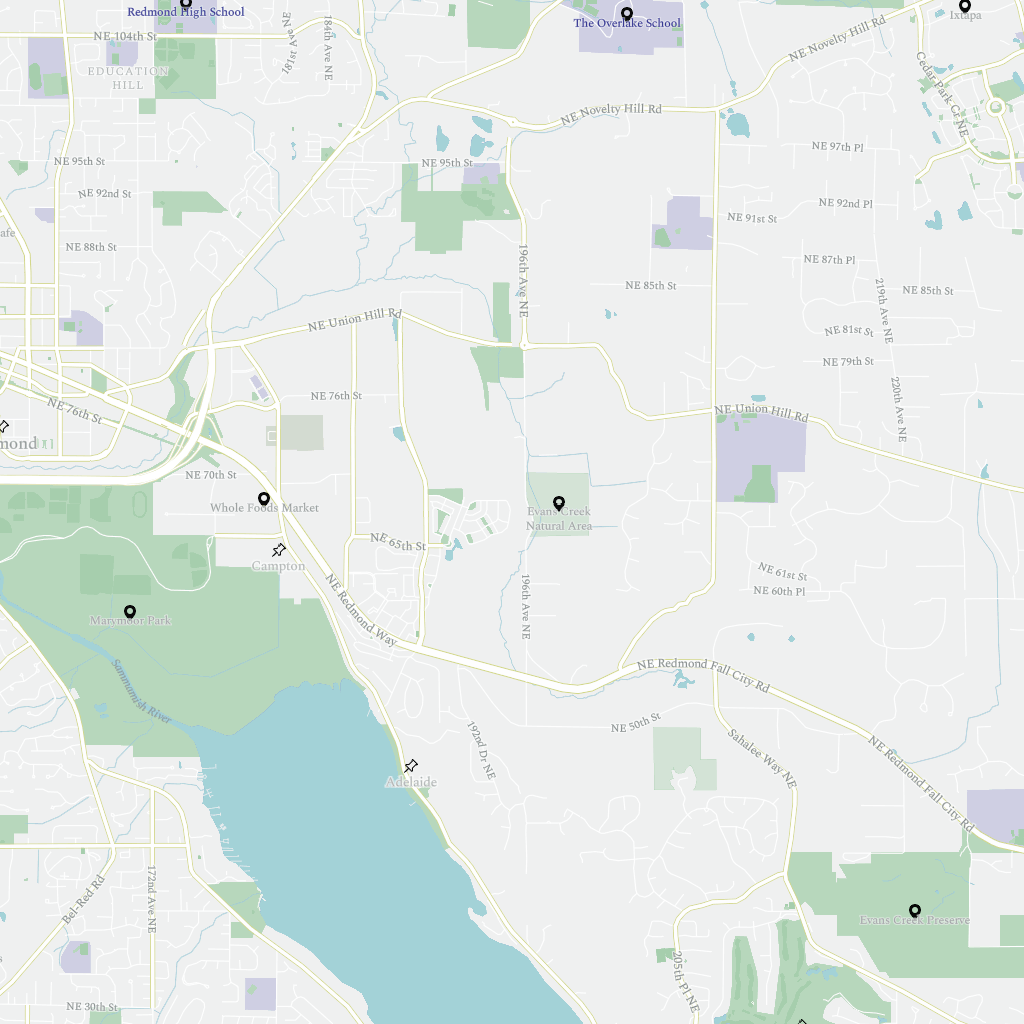 Redmond High School
The Overlake School
Ixtapa
NE 104th St
181st Ave NE
184th Ave NE
NE Novelty Hill Rd
EDUCATION
HILL
Cedar Park Cr NE
NE Novelty Hill Rd
NE 95th St
NE 95th St
NE 97th Pl
NE 92nd St
NE 92nd Pl
NE 91st St
afe
NE 88th St
196th Ave NE
NE 87th Pl
219th Ave NE
NE 85th St
NE 85th St
NE Union Hill Rd
NE 81st St
NE 79th St
220th Ave NE
NE 76th St
NE 76th St
NE Union Hill Rd
mond
NE 70th St
Whole Foods Market
Evans Creek
Natural Area
NE 65th St
Campton
NE 61st St
NE 60th Pl
196th Ave NE
NE Redmond Way
Marymoor Park
Sammamish River
NE Redmond Fall City Rd
NE 50th St
192nd Dr NE
Sahalee Way NE
NE Redmond Fall City Rd
Adelaide
172nd Ave NE
Bel-Red Rd
Evans Creek Preserve
205th Pl NE
NE 30th St